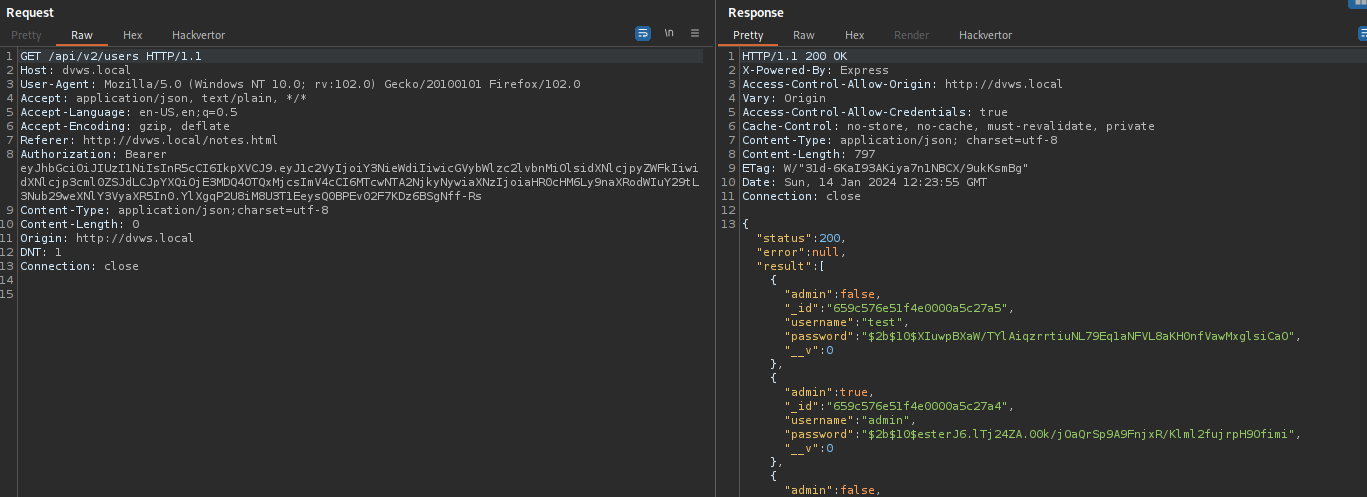 Request
Pretty Raw Hex Hackvertor
\n
1 GET /api/v2/users HTTP/1.1
2 Host: dvws.local
3 User-Agent: Mozilla/5.0 (Windows NT 10.0; rv:102.0) Gecko/20100101 Firefox/102.0
4 Accept: application/json, text/plain, */*
5 Accept-Language: en-US,en;q=0.5
6 Accept-Encoding: gzip, deflate
7 Referer: http://dvws.local/notes.html
8 Authorization: Bearer
9 Content-Type: application/json;charset=utf-8
10 Content-Length: 0
11 Origin: http://dvws.local
12 DNT: 1
13 Connection: close
14
15
Response
Pretty Raw Hex Render Hackvertor
1 HTTP/1.1 200 OK
2 X-Powered-By: Express
3 Access-Control-Allow-Origin: http://dvws.local
4 Vary: Origin
5 Access-Control-Allow-Credentials: true
6 Cache-Control: no-store, no-cache, must-revalidate, private
7 Content-Type: application/json; charset=utf-8
8 Content-Length: 797
9 ETag: W/"31d-6KaI93AKiya7n1NBCX/9ukKsmBg"
10 Date: Sun, 14 Jan 2024 12:23:55 GMT
11 Connection: close
12
13 {
"status":200,
"error":null,
"result":[
{
"admin":false,
"_id":"659c576e51f4e0000a5c27a5",
"username":"test",
"password":"$2b$10$XIuwpBXaW/TYlAiqzrrtiuNL79Eq1aNFVL8aKHOnfVawMxglsiCaO",
"__v":0
},
{
"admin":true,
"_id":"659c576e51f4e0000a5c27a4",
"username":"admin",
"password":"$2b$10$esterJ6.lTj24ZA.00k/jOaQrSp9A9FnjxR/Klml2fujrpH9Ofimi",
"__v":0
},
{
"admin":false,